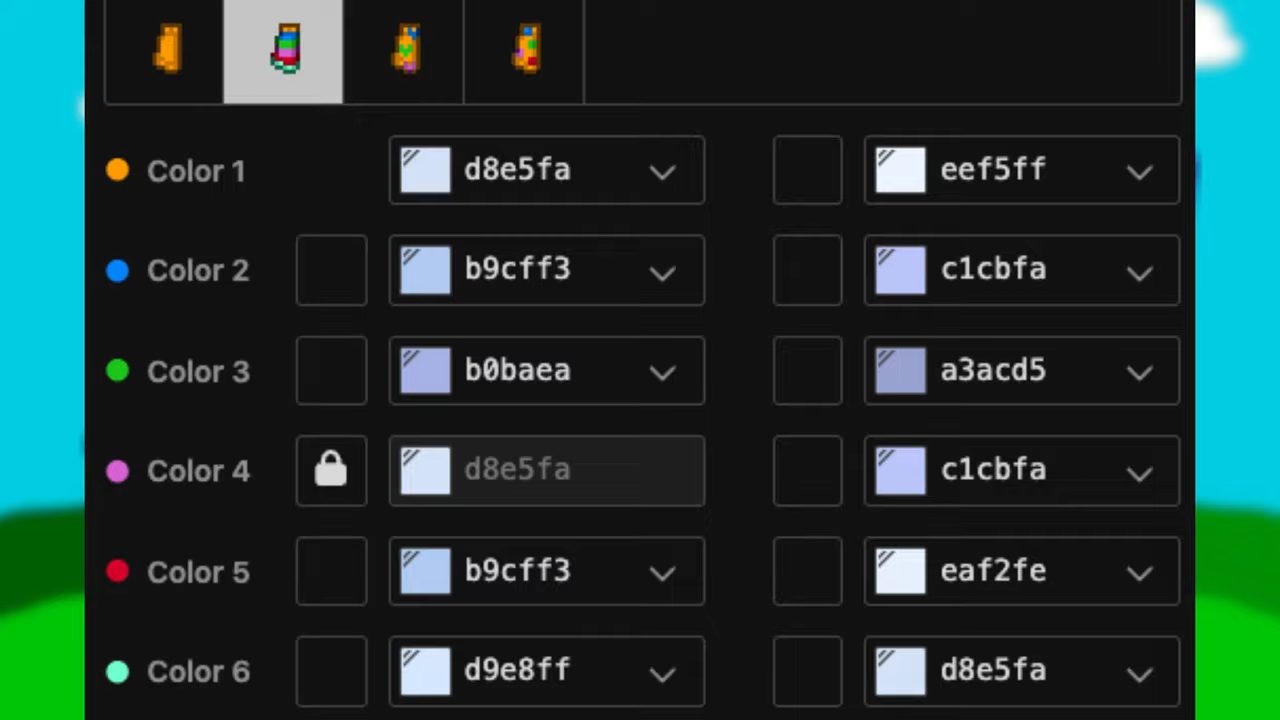 Color 1 d8e5fa eef5ff
Color 2 b9cff3 c1cbfa
Color 3 b0baea a3acd5
Color 4 d8e5fa c1cbfa
Color 5 b9cff3 eaf2fe
Color 6 d9e8ff d8e5fa